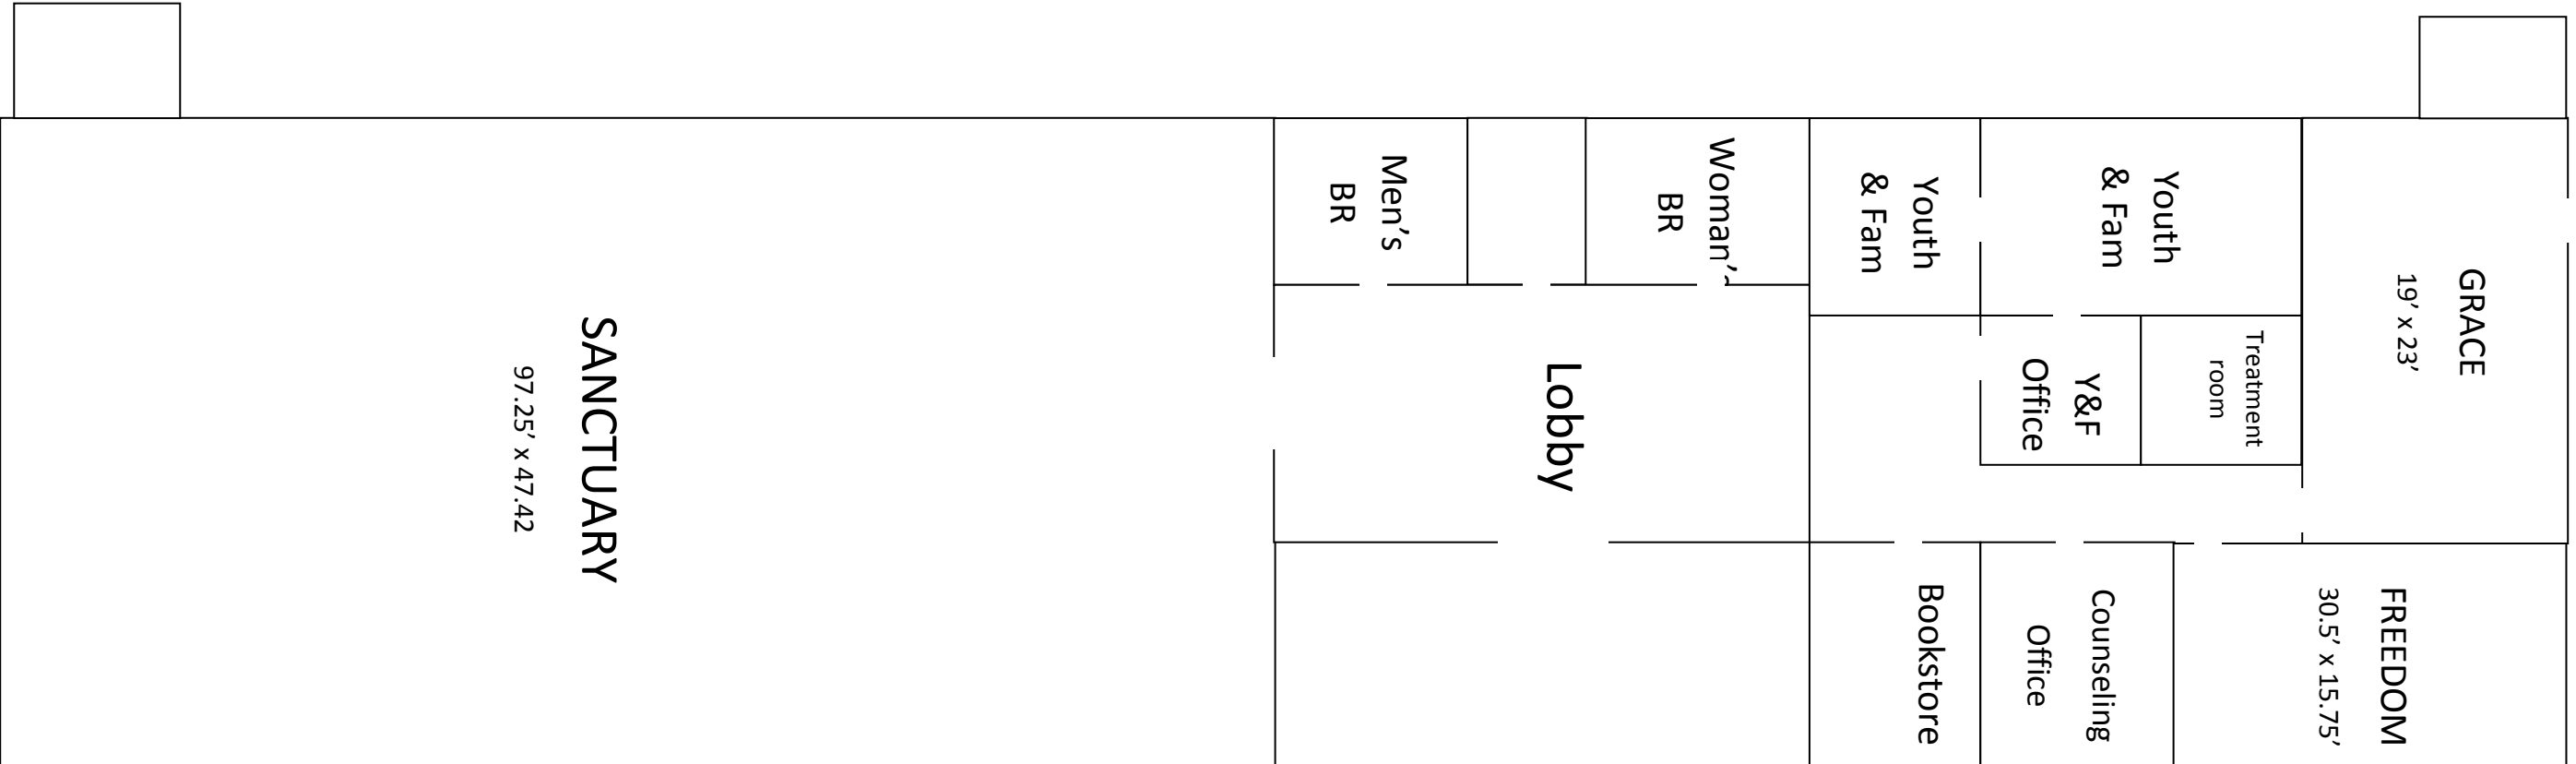 SANCTUARY
97.25’ x 47.42
Men’s
BR
Woman’s
BR
Lobby
Youth
& Fam
Youth
& Fam
Y&F
Office
Treatment
room
GRACE
19’ x 23’
Bookstore
Counseling
Office
FREEDOM
30.5’ x 15.75’